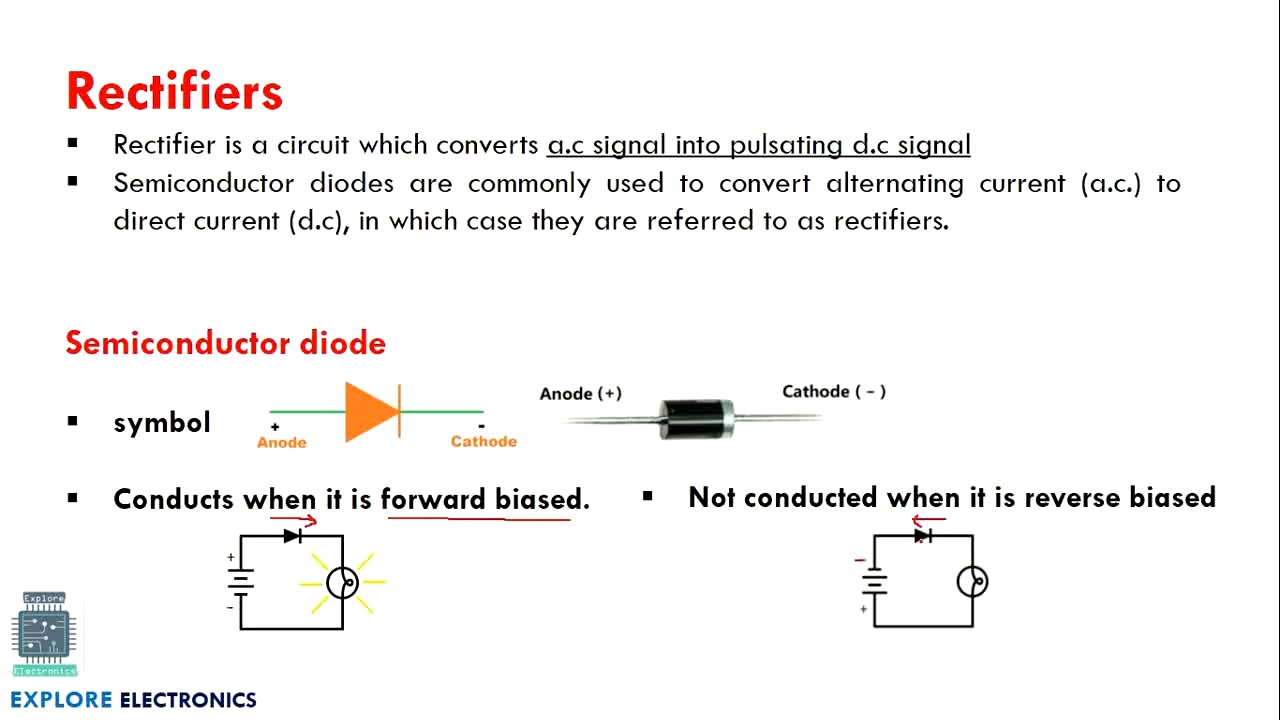 Rectifiers
▪ Rectifier is a circuit which converts a.c signal into pulsating d.c signal
▪ Semiconductor diodes are commonly used to convert alternating current (a.c.) to
direct current (d.c), in which case they are referred to as rectifiers.
Semiconductor diode
▪ symbol
+ -
Anode Cathode
Anode (+) Cathode ( - )
▪ Conducts when it is forward biased.
▪ Not conducted when it is reverse biased
+
-
-
+
Explore
Electronics
EXPLORE ELECTRONICS